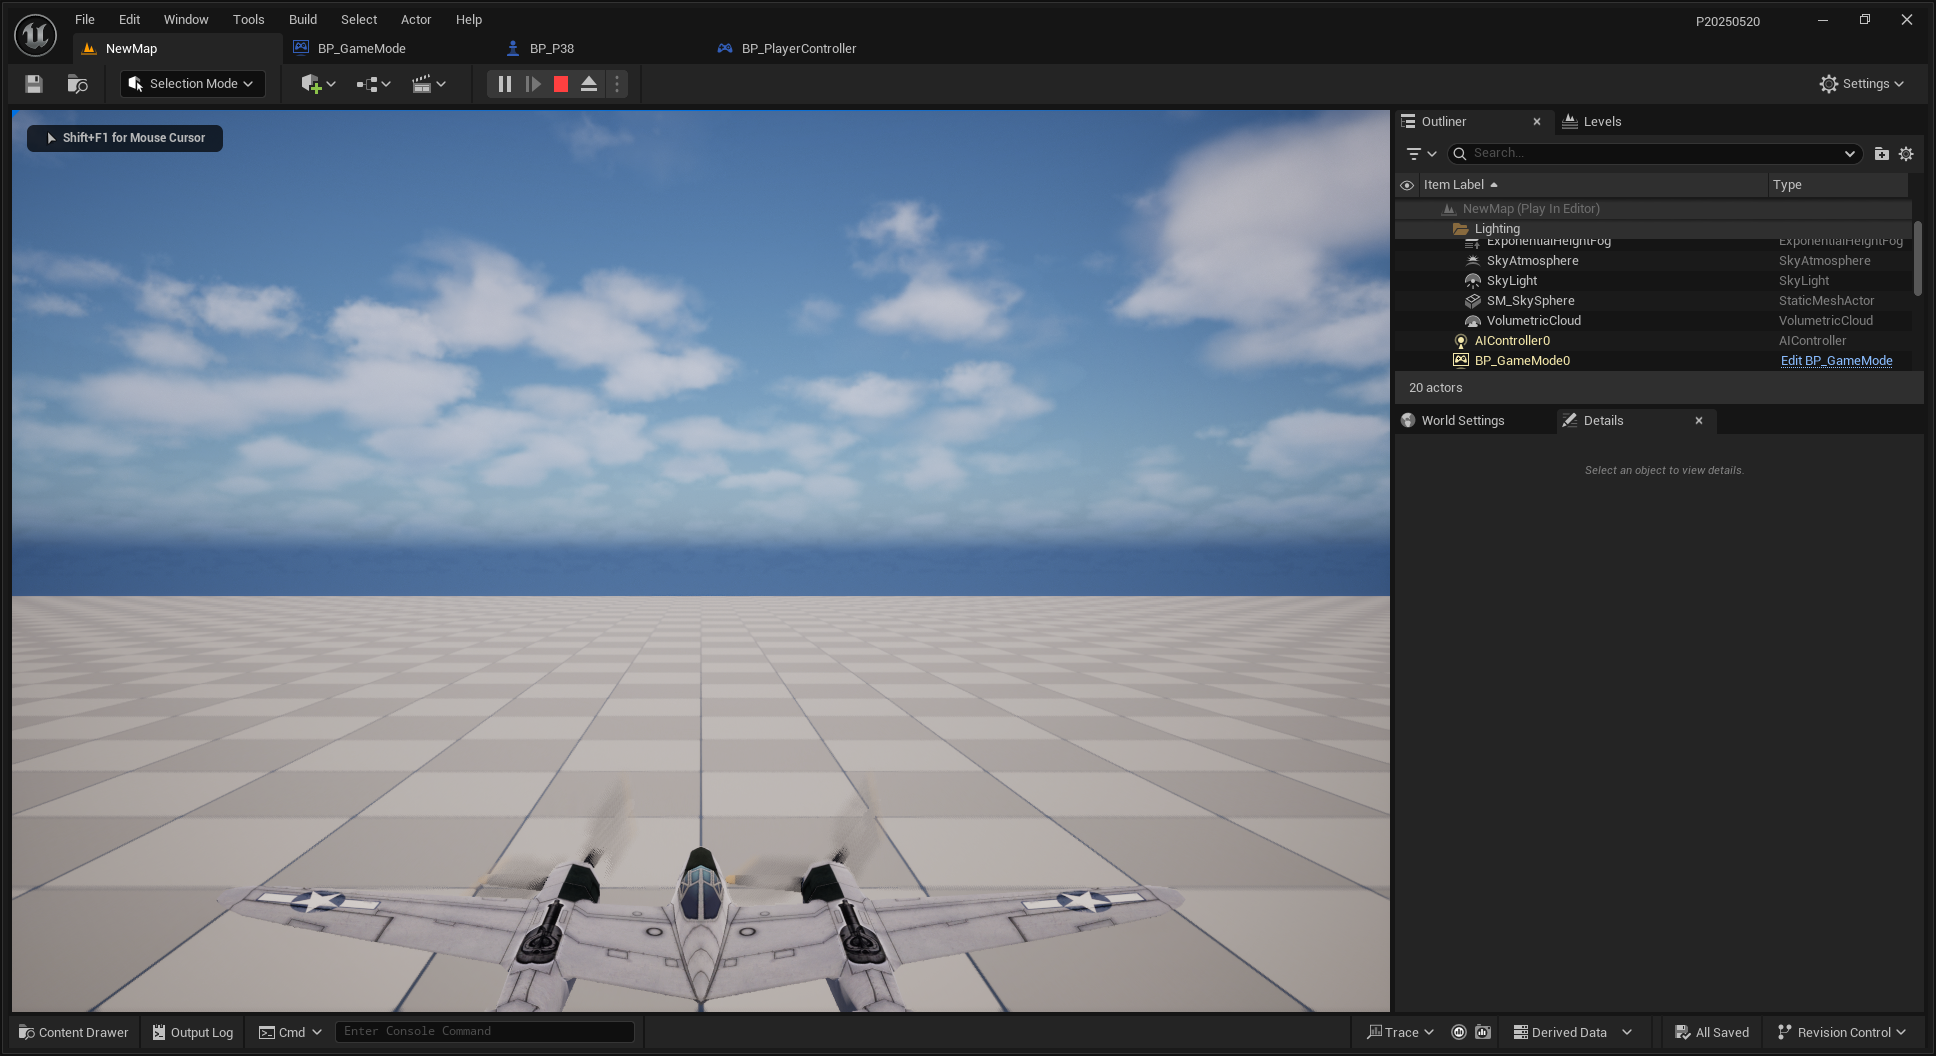 File Edit Window Tools Build Select Actor Help
P20250520
NewMap BP_GameMode BP_P38 BP_PlayerController
Selection Mode
Settings
Shift+F1 for Mouse Cursor
Outliner Levels
Search...
Item Label Type
NewMap (Play In Editor)
Lighting
ExponentialHeightFog ExponentialHeightFog
SkyAtmosphere SkyAtmosphere
SkyLight SkyLight
SM_SkySphere StaticMeshActor
VolumetricCloud VolumetricCloud
AIController0 AIController
BP_GameMode0 Edit BP_GameMode
20 actors
World Settings Details
Select an object to view details.
Content Drawer Output Log Cmd Enter Console Command Trace Derived Data All Saved Revision Control